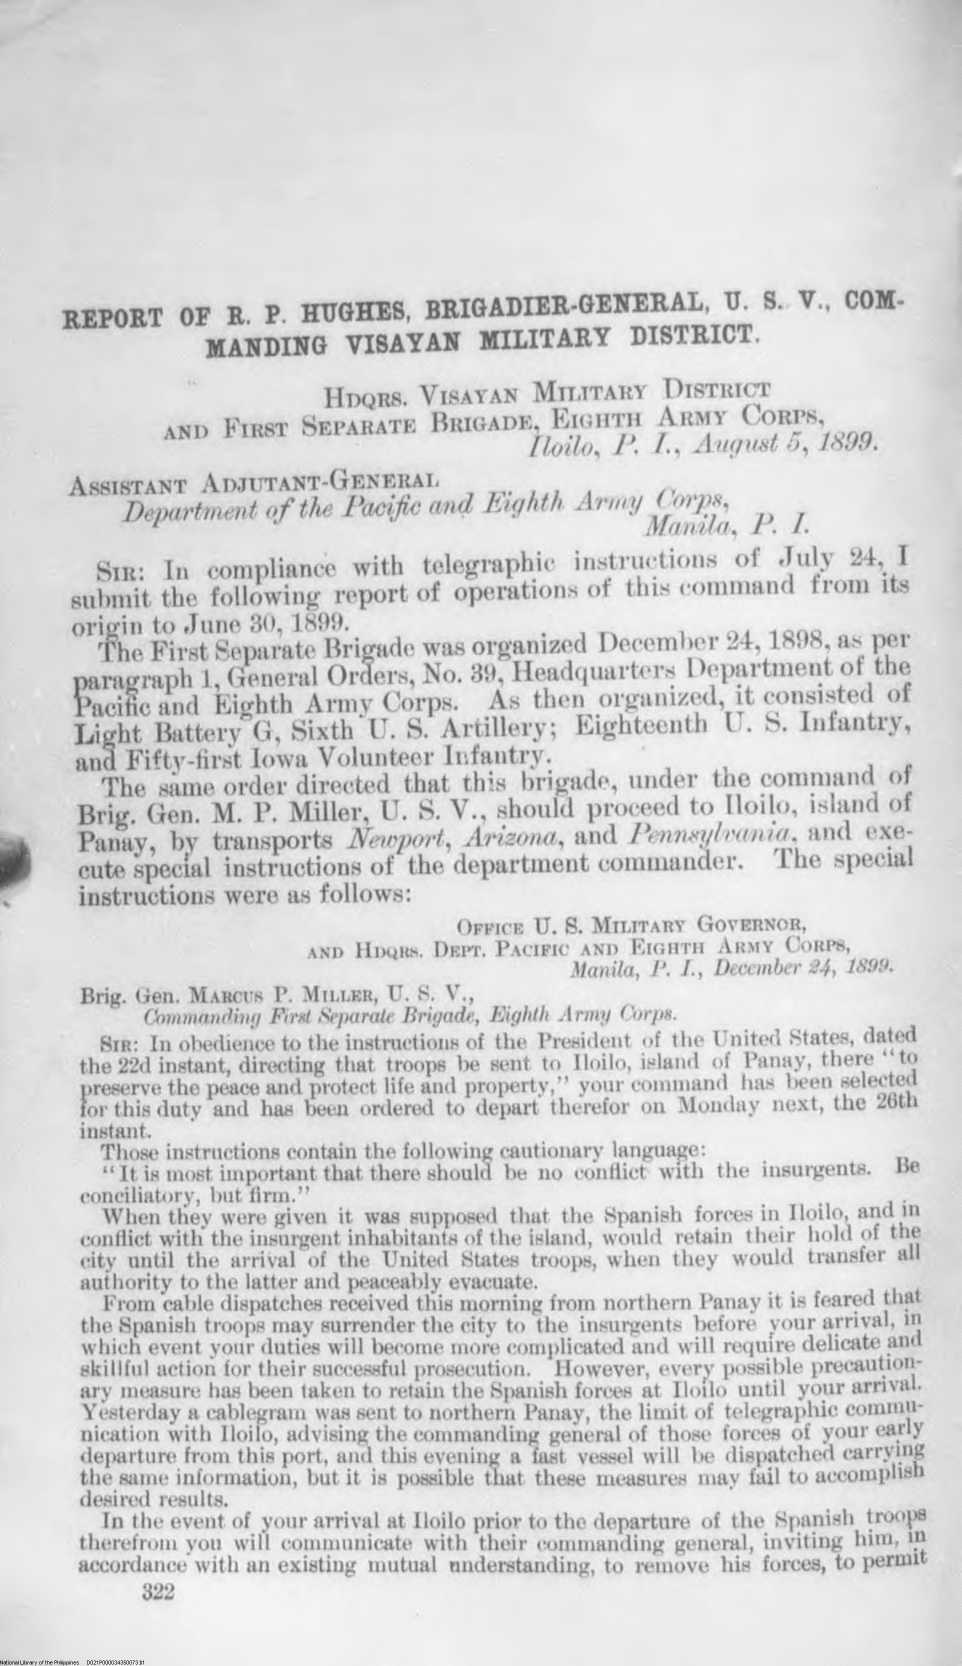 REPORT OF R. P. HUGHES, BRIGADIER-GENERAL, U. S. V., COM-
MANDING VISAYAN MILITARY DISTRICT.
HDQRS. VISAYAN MILITARY DISTRICT
AND FIRST SEPARATE BRIGADE, EIGHTH ARMY CORPS,
Iloilo, P. I., August 5, 1899.
ASSISTANT ADJUTANT-GENERAL
Department of the Pacific and Eighth Army Corps,
Manila, P. I.
SIR: In compliance with telegraphic instructions of July 24, I
submit the following report of operations of this command from its
origin to June 30, 1899.
The First Separate Brigade was organized December 24, 1898, as per
paragraph 1, General Orders, No. 39, Headquarters Department of the
Pacific and Eighth Army Corps. As then organized, it consisted of
Light Battery G, Sixth U. S. Artillery; Eighteenth U. S. Infantry,
and Fifty-first Iowa Volunteer Infantry.
The same order directed that this brigade, under the command of
Brig. Gen. M. P. Miller, U. S. V., should proceed to Iloilo, island of
Panay, by transports Newport, Arizona, and Pennsylvania, and exe-
cute special instructions of the department commander. The special
instructions were as follows:
OFFICE U. S. MILITARY GOVERNOR,
AND HDQRS. DEPT. PACIFIC AND EIGHTH ARMY CORPS,
Manila, P. I., December 24, 1899.
Brig. Gen. MARCUS P. MILLER, U. S. V.,
Commanding First Separate Brigade, Eighth Army Corps.
SIR: In obedience to the instructions of the President of the United States, dated
the 22d instant, directing that troops be sent to Iloilo, island of Panay, there "to
preserve the peace and protect life and property," your command has been selected
for this duty and has been ordered to depart therefor on Monday next, the 26th
instant.
Those instructions contain the following cautionary language:
"It is most important that there should be no conflict with the insurgents. Be
conciliatory, but firm."
When they were given it was supposed that the Spanish forces in Iloilo, and in
conflict with the insurgent inhabitants of the island, would retain their hold of the
city until the arrival of the United States troops, when they would transfer all
authority to the latter and peaceably evacuate.
From cable dispatches received this morning from northern Panay it is feared that
the Spanish troops may surrender the city to the insurgents before your arrival, in
which event your duties will become more complicated and will require delicate and
skillful action for their successful prosecution. However, every possible precaution-
ary measure has been taken to retain the Spanish forces at Iloilo until your arrival.
Yesterday a cablegram was sent to northern Panay, the limit of telegraphic commu-
nication with Iloilo, advising the commanding general of those forces of your early
departure from this port, and this evening a fast vessel will be dispatched carrying
the same information, but it is possible that these measures may fail to accomplish
desired results.
In the event of your arrival at Iloilo prior to the departure of the Spanish troops
therefrom you will communicate with their commanding general, inviting him, in
accordance with an existing mutual understanding, to remove his forces, to permit
322
National Library of the Philippines D021P000034350073.tif